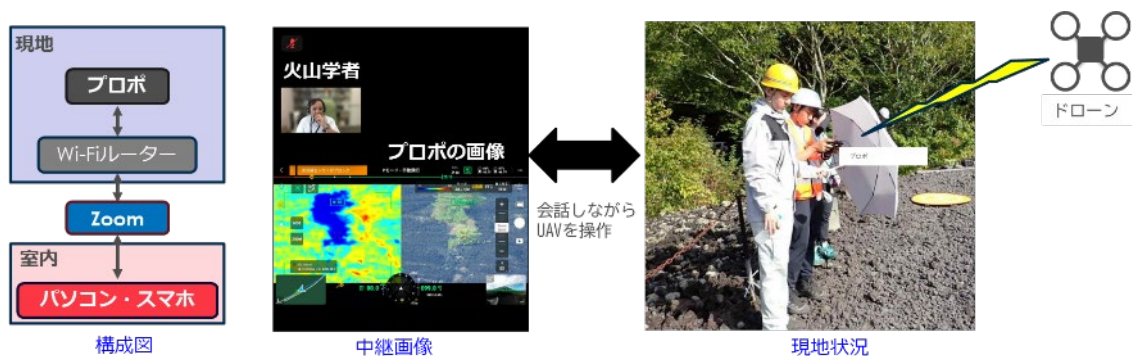 現地
プロポ
Wi-Fiルーター
Zoom
室内
パソコン・スマホ
構成図
火山学者
プロポの画像
中継画像
会話しながら
UAVを操作
プロポ
現地状況
ドローン